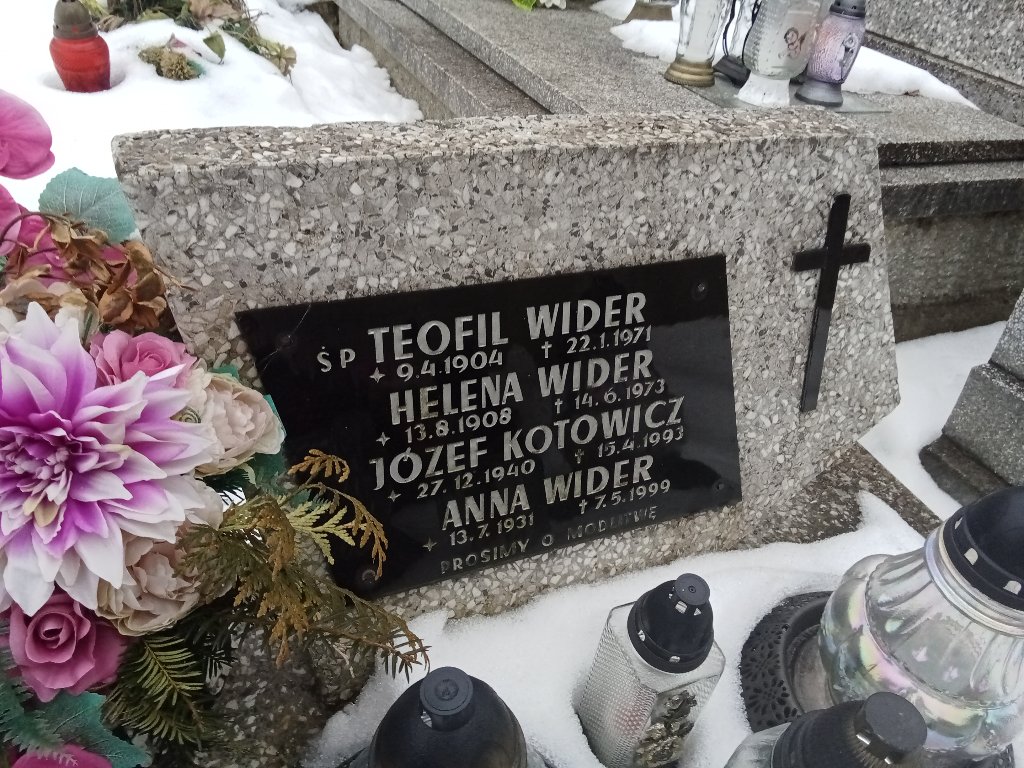 ŚP TEOFIL WIDER
9.4.1904 22.1.1971
HELENA WIDER
13.8.1908 14.6.1973
JÓZEF KOTOWICZ
27.12.1940 15.4.1993
ANNA WIDER
13.7.1931 7.5.1999
PROSIMY O MODLITWĘ